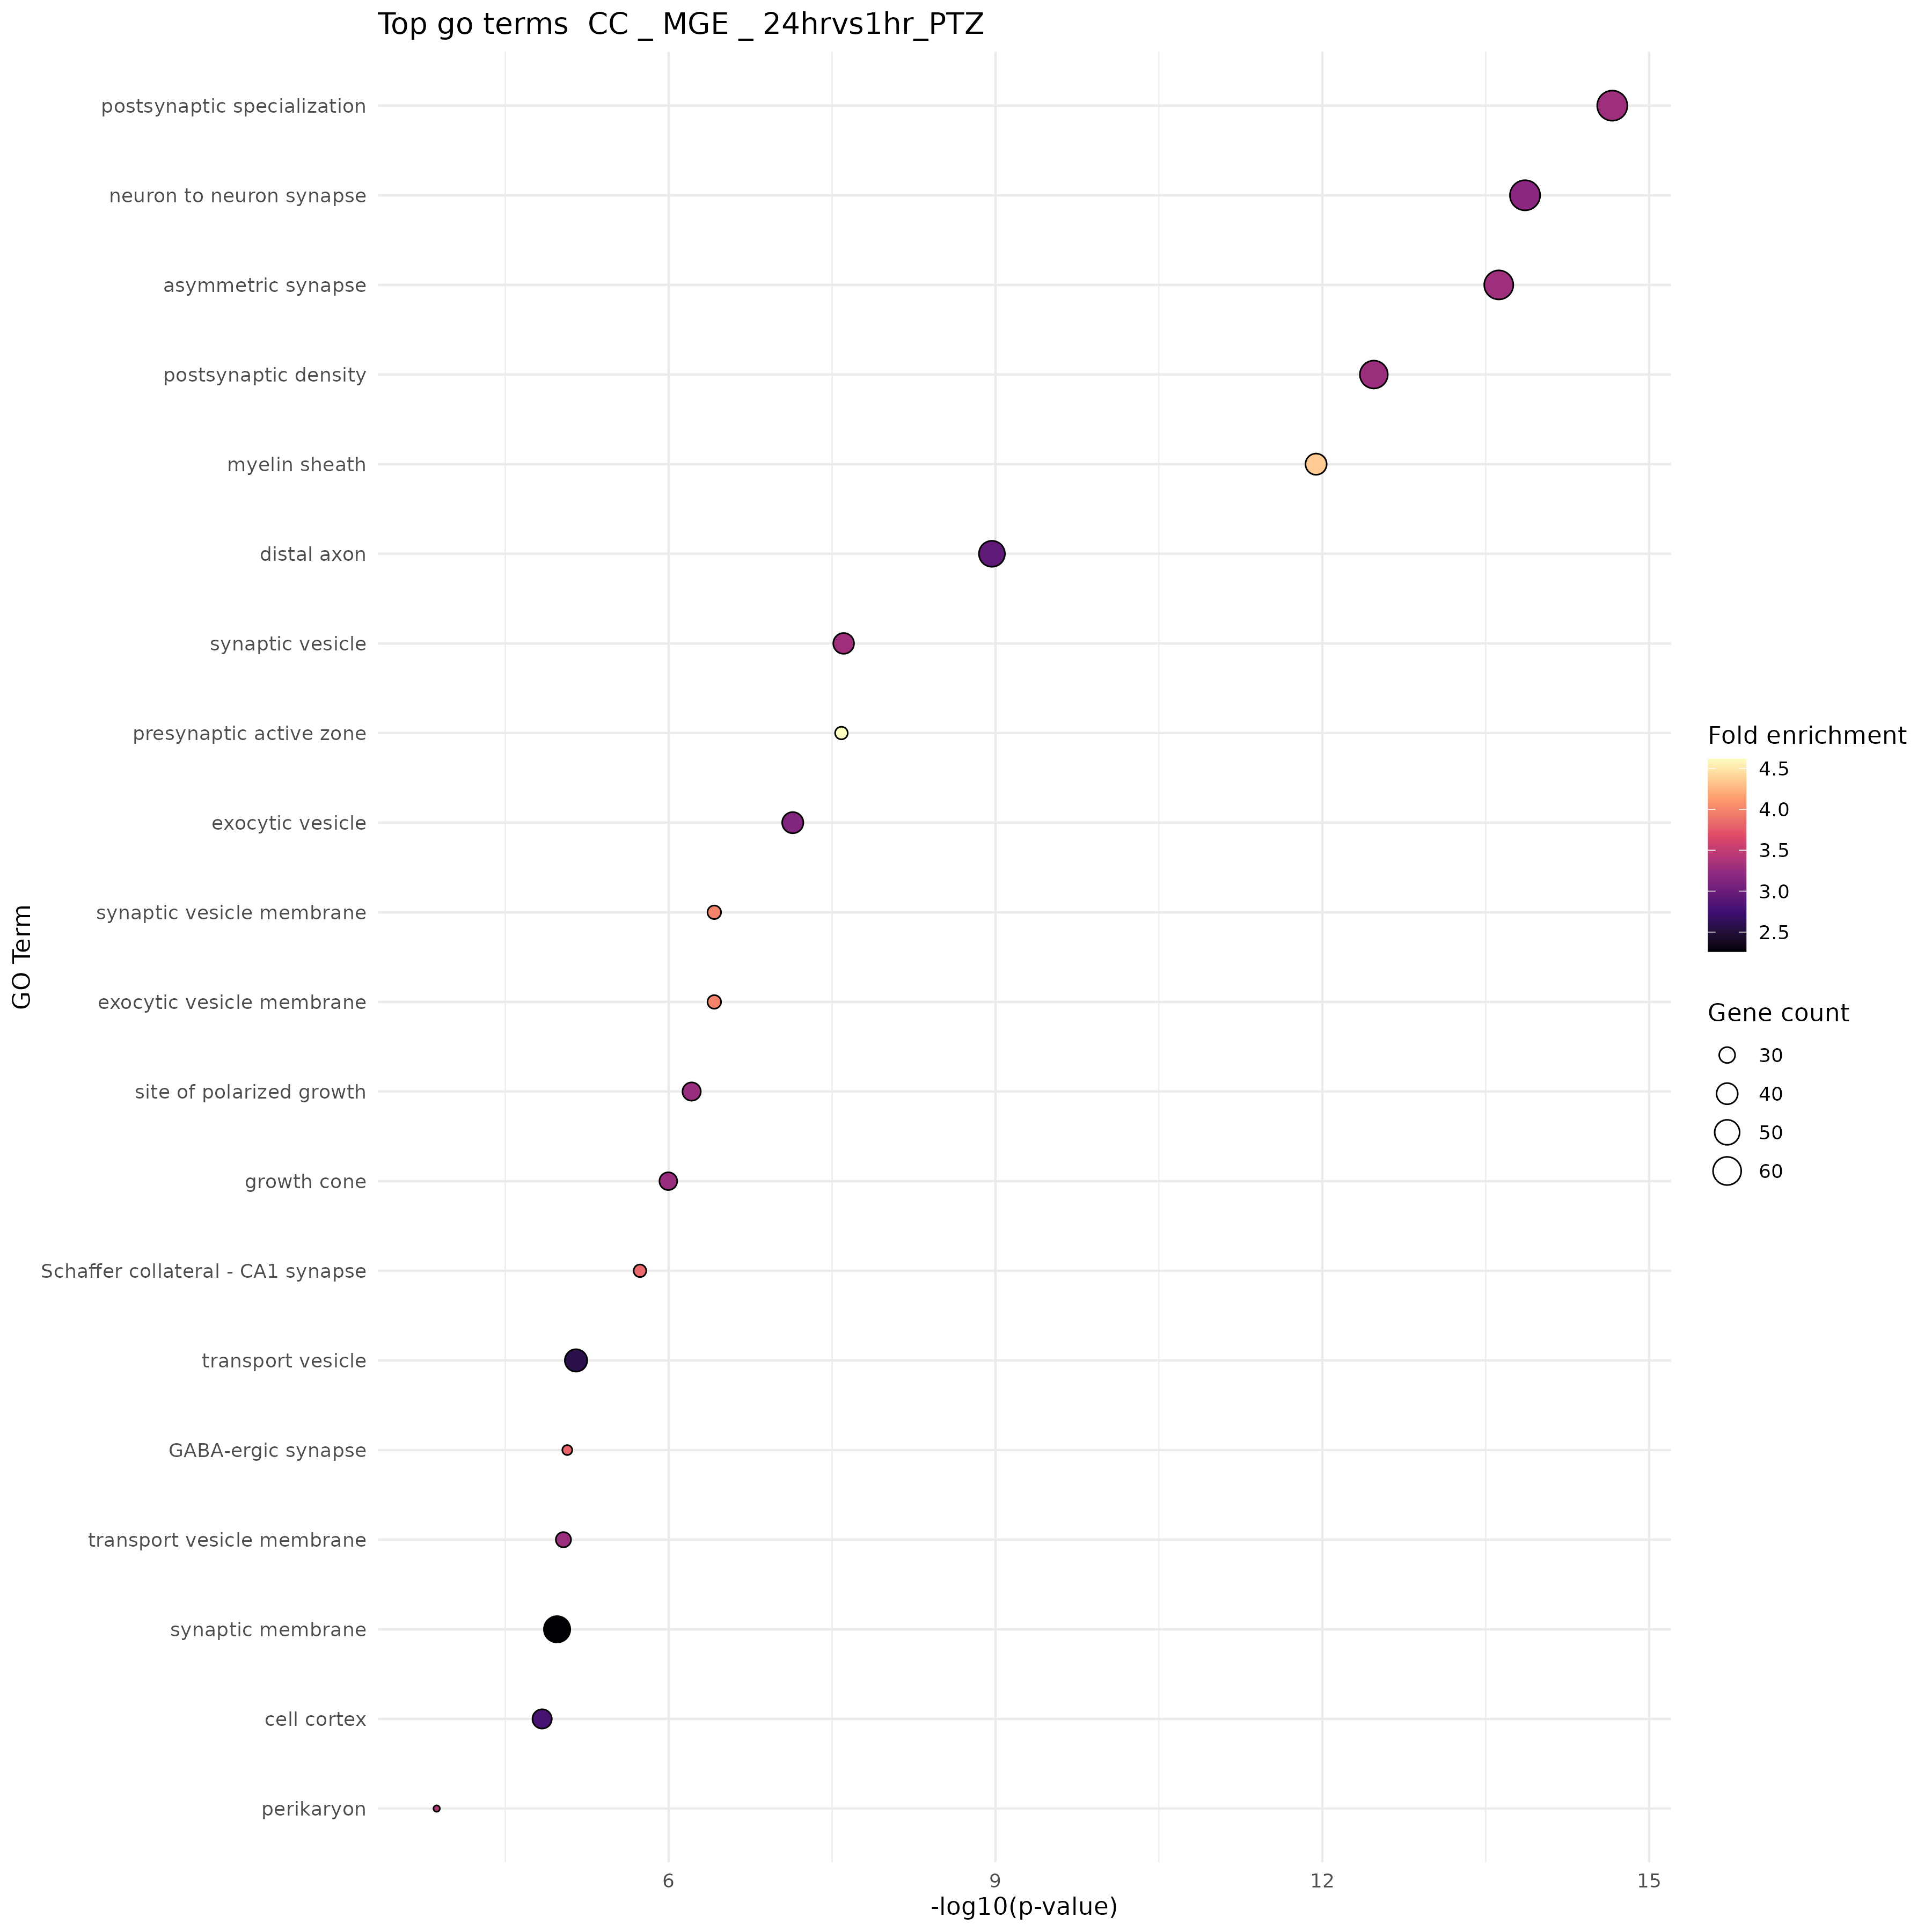 Top go terms  CC _ MGE _ 24hrvs1hr_PTZ
postsynaptic specialization
neuron to neuron synapse
asymmetric synapse
postsynaptic density
myelin sheath
distal axon
synaptic vesicle
presynaptic active zone
exocytic vesicle
synaptic vesicle membrane
exocytic vesicle membrane
site of polarized growth
growth cone
Schaffer collateral - CA1 synapse
transport vesicle
GABA-ergic synapse
transport vesicle membrane
synaptic membrane
cell cortex
perikaryon
GO Term
6
9
12
15
-log10(p-value)
Fold enrichment
4.5
4.0
3.5
3.0
2.5
Gene count
30
40
50
60